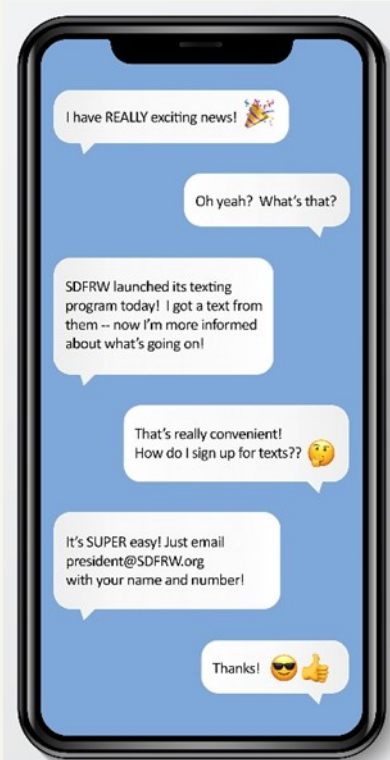 I have REALLY exciting news! 🎉
Oh yeah?  What's that?
SDFRW launched its texting
program today!  I got a text from
them -- now I'm more informed
about what's going on!
That's really convenient!
How do I sign up for texts?? 🤔
It's SUPER easy! Just email
president@SDFRW.org
with your name and number!
Thanks! 😎👍